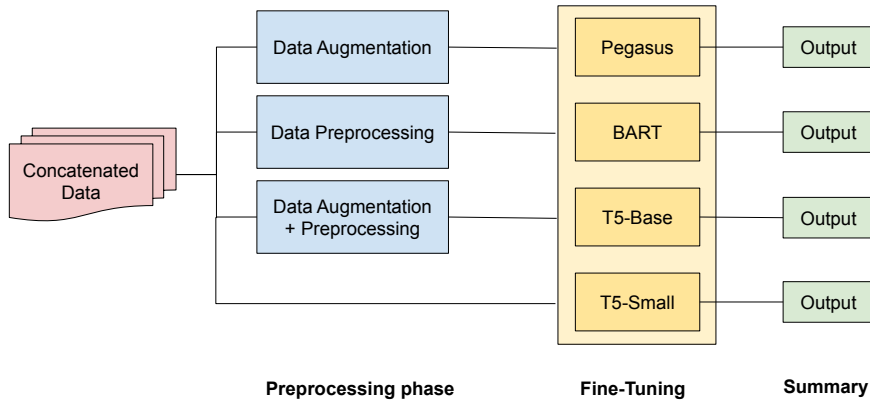 Data Augmentation
Pegasus
Output
Data Preprocessing
BART
Output
Concatenated
Data
Data Augmentation
+ Preprocessing
T5-Base
Output
T5-Small
Output
Preprocessing phase
Fine-Tuning
Summary